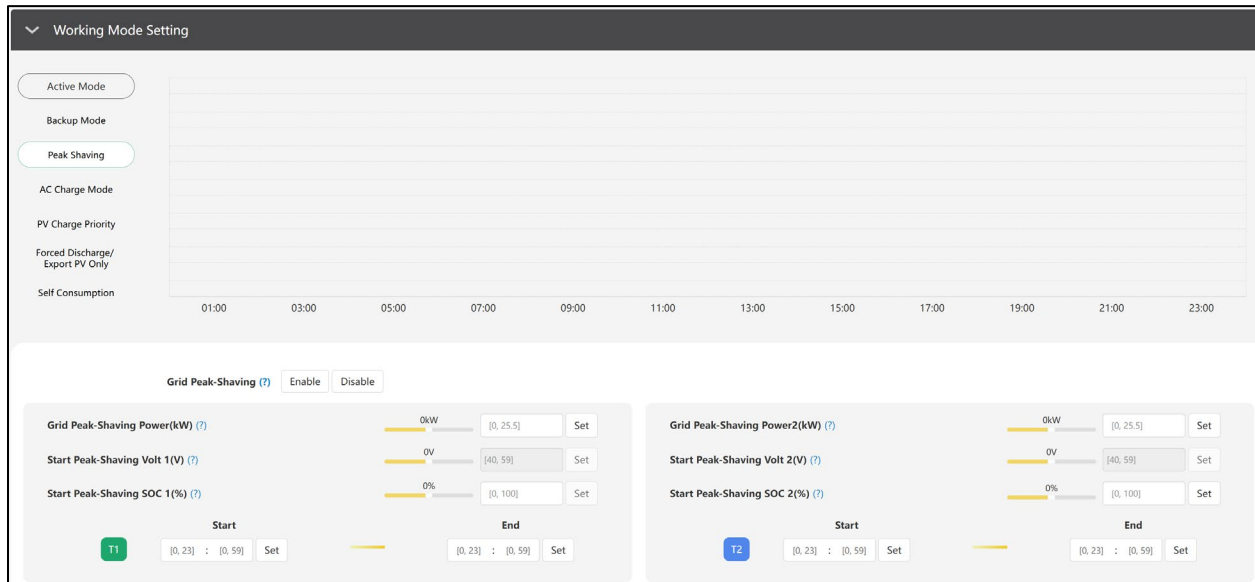 Working Mode Setting
Active Mode
Backup Mode
Peak Shaving
AC Charge Mode
PV Charge Priority
Forced Discharge/
Export PV Only
Self Consumption
01:00 03:00 05:00 07:00 09:00 11:00 13:00 15:00 17:00 19:00 21:00 23:00
Grid Peak-Shaving (?) Enable Disable
Grid Peak-Shaving Power(kW) (?) 0kW [0, 25.5] Set
Start Peak-Shaving Volt 1(V) (?) 0V [40, 59] Set
Start Peak-Shaving SOC 1(%) (?) 0% [0, 100] Set
Start End
T1 [0, 23] : [0, 59] Set [0, 23] : [0, 59] Set
Grid Peak-Shaving Power2(kW) (?) 0kW [0, 25.5] Set
Start Peak-Shaving Volt 2(V) (?) 0V [40, 59] Set
Start Peak-Shaving SOC 2(%) (?) 0% [0, 100] Set
Start End
T2 [0, 23] : [0, 59] Set [0, 23] : [0, 59] Set